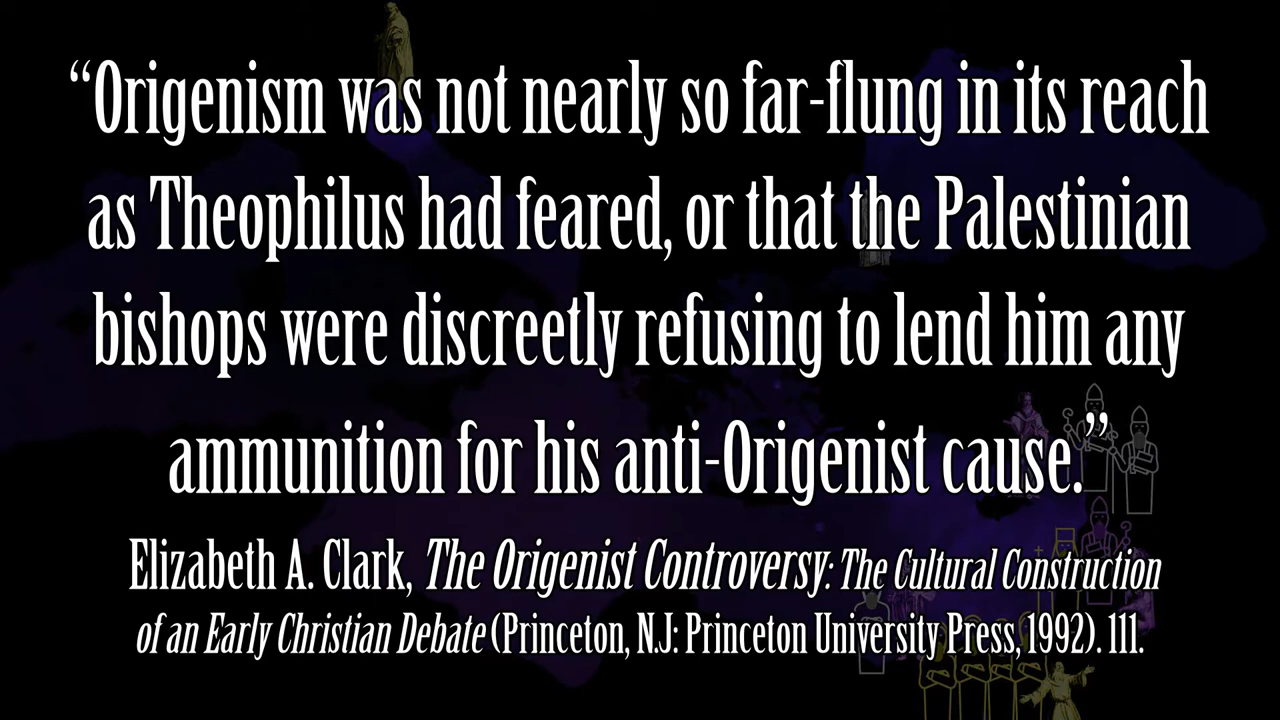 “Origenism was not nearly so far-flung in its reach
as Theophilus had feared, or that the Palestinian
bishops were discreetly refusing to lend him any
ammunition for his anti-Origenist cause.”
Elizabeth A. Clark, The Origenist Controversy: The Cultural Construction
of an Early Christian Debate (Princeton, N.J: Princeton University Press, 1992). 111.